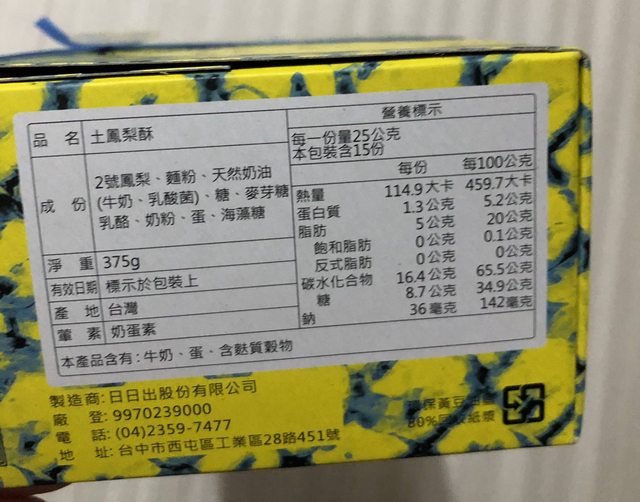 品 名 土鳳梨酥
成 份 2號鳳梨、麵粉、天然奶油
(牛奶、乳酸菌)、糖、麥芽糖
乳酪、奶粉、蛋、海藻糖
淨 重 375g
有效日期 標示於包裝上
產 地 台灣
葷 素 奶蛋素
本產品含有:牛奶、蛋、含麩質穀物
營養標示
每一份量25公克
本包裝含15份
每份 每100公克
熱量 114.9大卡 459.7大卡
蛋白質 1.3公克 5.2公克
脂肪 5公克 20公克
飽和脂肪 0公克 0.1公克
反式脂肪 0公克 0公克
碳水化合物 16.4公克 65.5公克
糖 8.7公克 34.9公克
鈉 36毫克 142毫克
製造商:日日出股份有限公司
廠 登:9970239000
電 話:(04)2359-7477
地 址:台中市西屯區工業區28路451號
環保黃豆油墨
80%回收紙漿